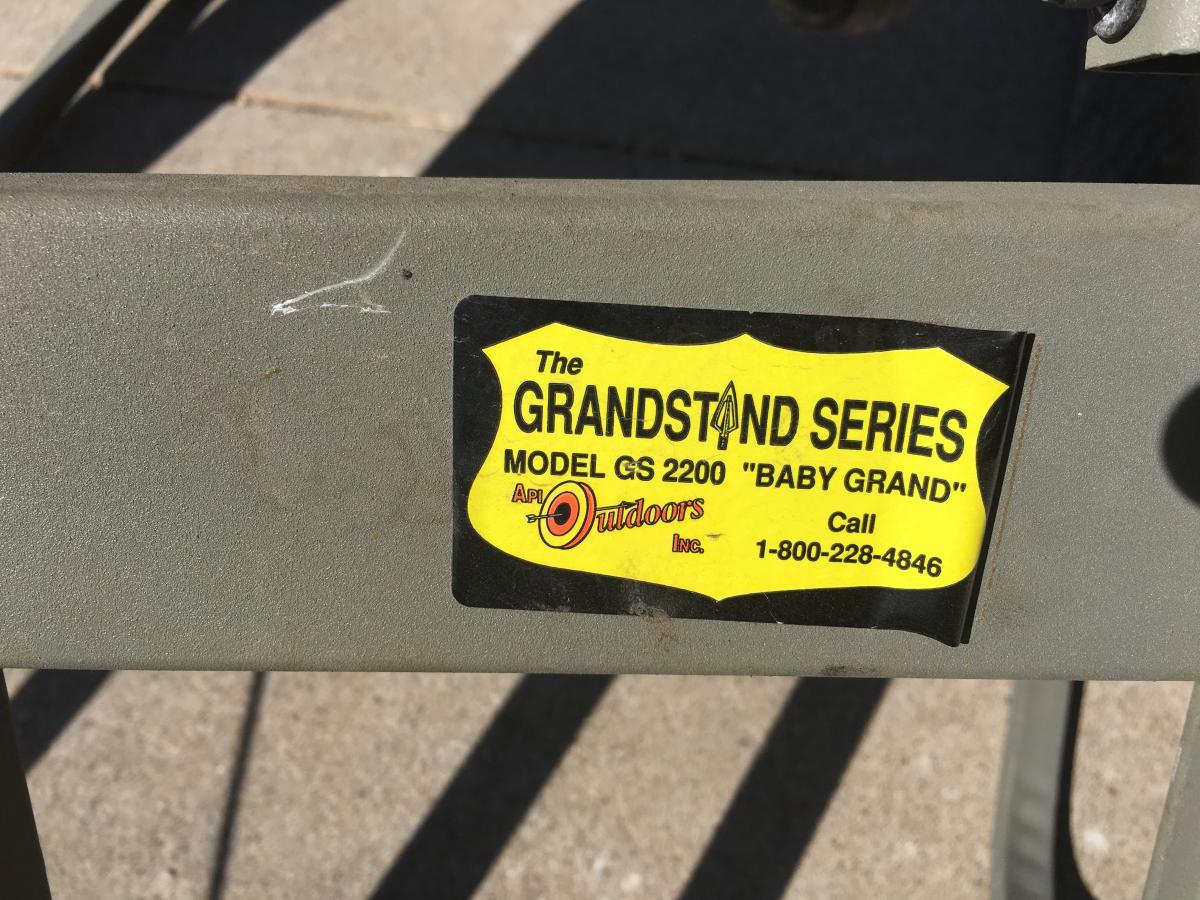 The
GRANDSTAND SERIES
MODEL GS 2200 "BABY GRAND"
API Outdoors
INC.
Call
1-800-228-4846